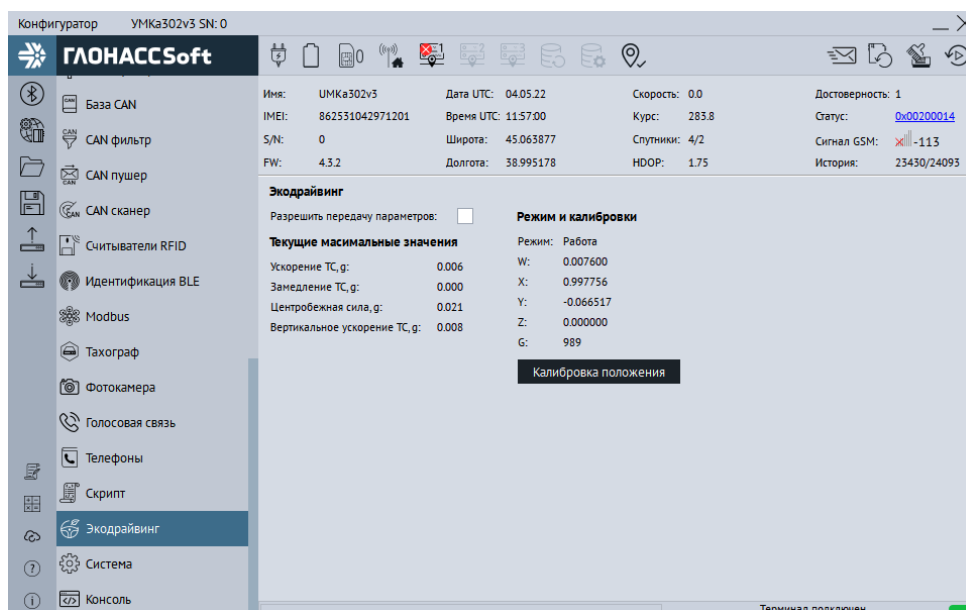 Конфигуратор УМКа302v3 SN: 0
ГЛОНАССSoft
0
1
Имя: УМКа302v3 Дата UTC: 04.05.22 Скорость: 0.0 Достоверность: 1
IMEI: 862531042971201 Время UTC: 11:57:00 Курс: 283.8 Статус: 0x00200014
S/N: 0 Широта: 45.063877 Спутники: 4/2 Сигнал GSM: -113
FW: 4.3.2 Долгота: 38.995178 HDOP: 1.75 История: 23430/24093
База CAN
CAN фильтр
CAN пушер
CAN сканер
Считыватели RFID
Идентификация BLE
Modbus
Тахограф
Фотокамера
Голосовая связь
Телефоны
Скрипт
Экодрайвинг
Система
Консоль
Экодрайвинг
Разрешить передачу параметров:
Текущие масимальные значения
Ускорение ТС, g: 0.006
Замедление ТС, g: 0.000
Центробежная сила, g: 0.021
Вертикальное ускорение ТС, g: 0.008
Режим и калибровки
Режим: Работа
W: 0.007600
X: 0.997756
Y: -0.066517
Z: 0.000000
G: 989
Калибровка положения
Терминал подключен